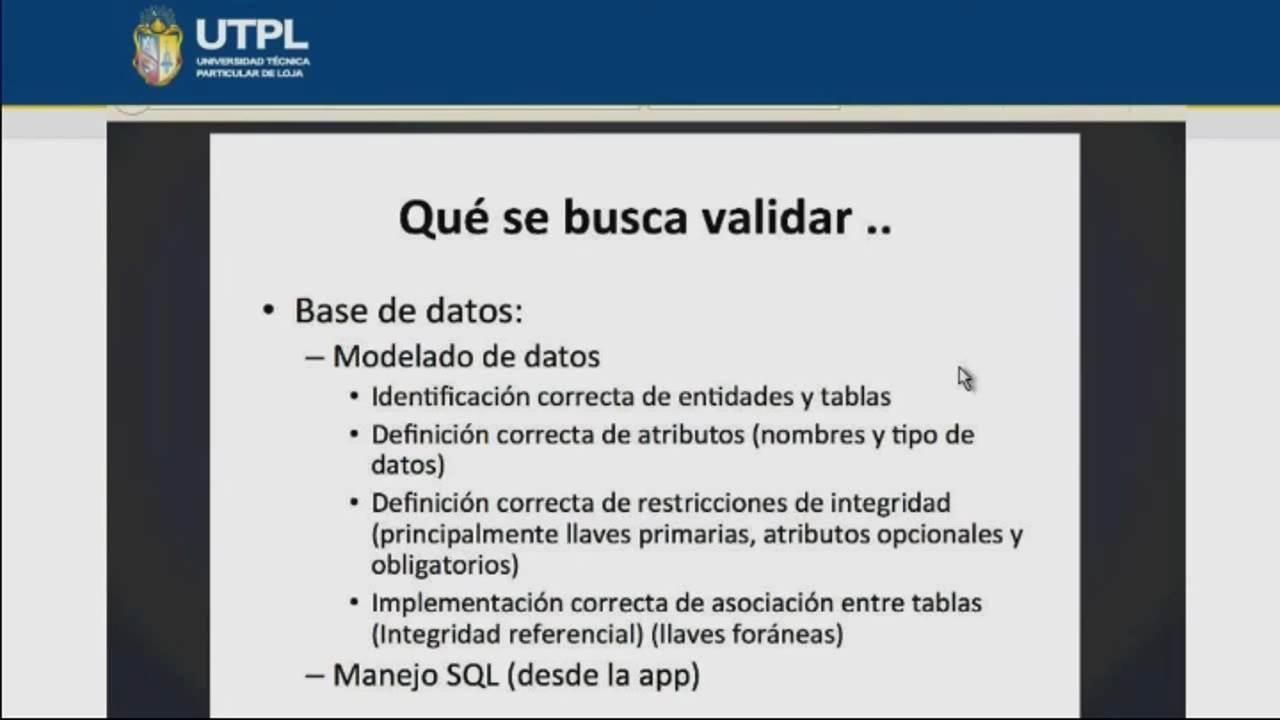 UTPL
UNIVERSIDAD TÉCNICA
PARTICULAR DE LOJA
Qué se busca validar ..
• Base de datos:
– Modelado de datos
• Identificación correcta de entidades y tablas
• Definición correcta de atributos (nombres y tipo de
datos)
• Definición correcta de restricciones de integridad
(principalmente llaves primarias, atributos opcionales y
obligatorios)
• Implementación correcta de asociación entre tablas
(Integridad referencial) (llaves foráneas)
– Manejo SQL (desde la app)